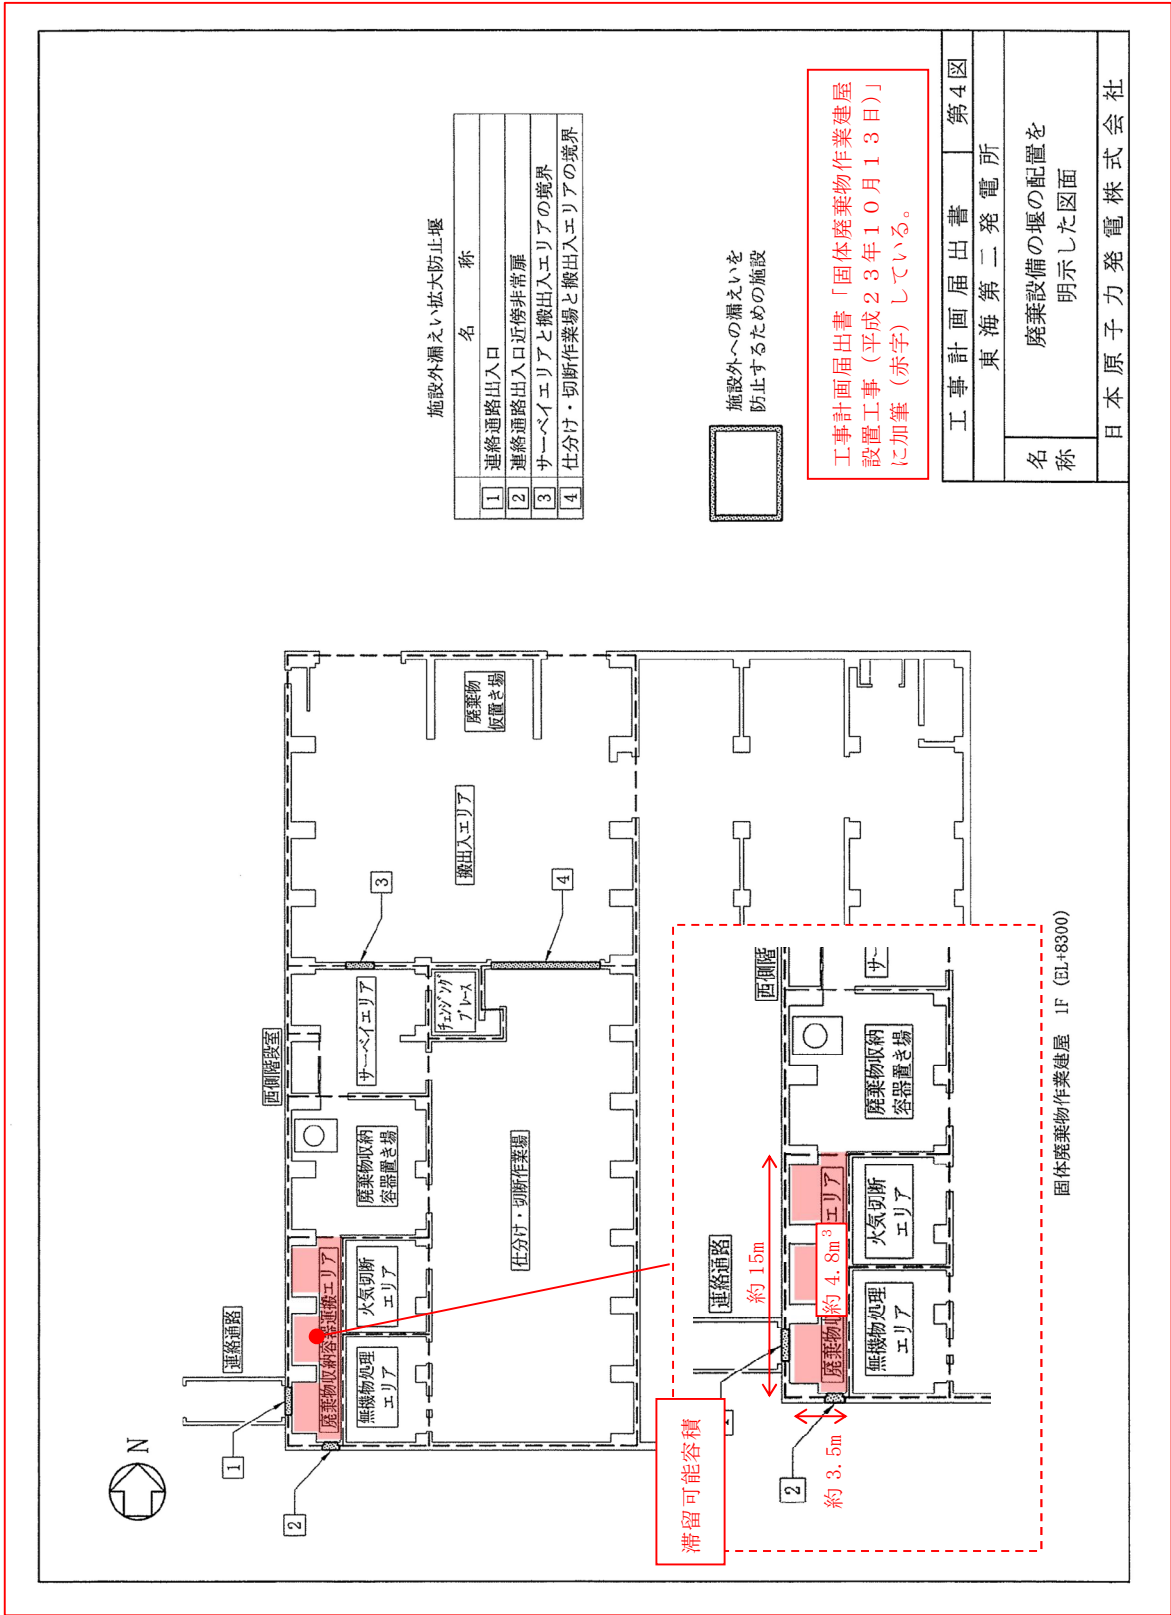 連絡通路
1
N
2
廃棄物収納容器運搬エリア
無機物処理
エリア
火気切断
エリア
廃棄物収納
容器置き場
西側階段室
サーベイエリア
チェンジング
プレース
仕分け・切断作業場
3
4
搬出入エリア
廃棄物
仮置き場
施設外漏えい拡大防止堰
名 称
1 連絡通路出入口
2 連絡通路出入口近傍非常扉
3 サーベイエリアと搬出入エリアの境界
4 仕分け・切断作業場と搬出入エリアの境界
施設外への漏えいを
防止するための施設
工事計画届出書「固体廃棄物作業建屋
設置工事（平成２３年１０月１３日）」
に加筆（赤字）している。
滞留可能容積
連絡通路
2
約 3.5m
約 15m
約 4.8m³
廃棄物収
エリア
無機物処理
エリア
火気切断
エリア
廃棄物収納
容器置き場
西側階
サー
固体廃棄物作業建屋 1F (EL+8300)
工事計画届出書 第４図
東海第二発電所
名称
廃棄設備の堰の配置を
明示した図面
日本原子力発電株式会社